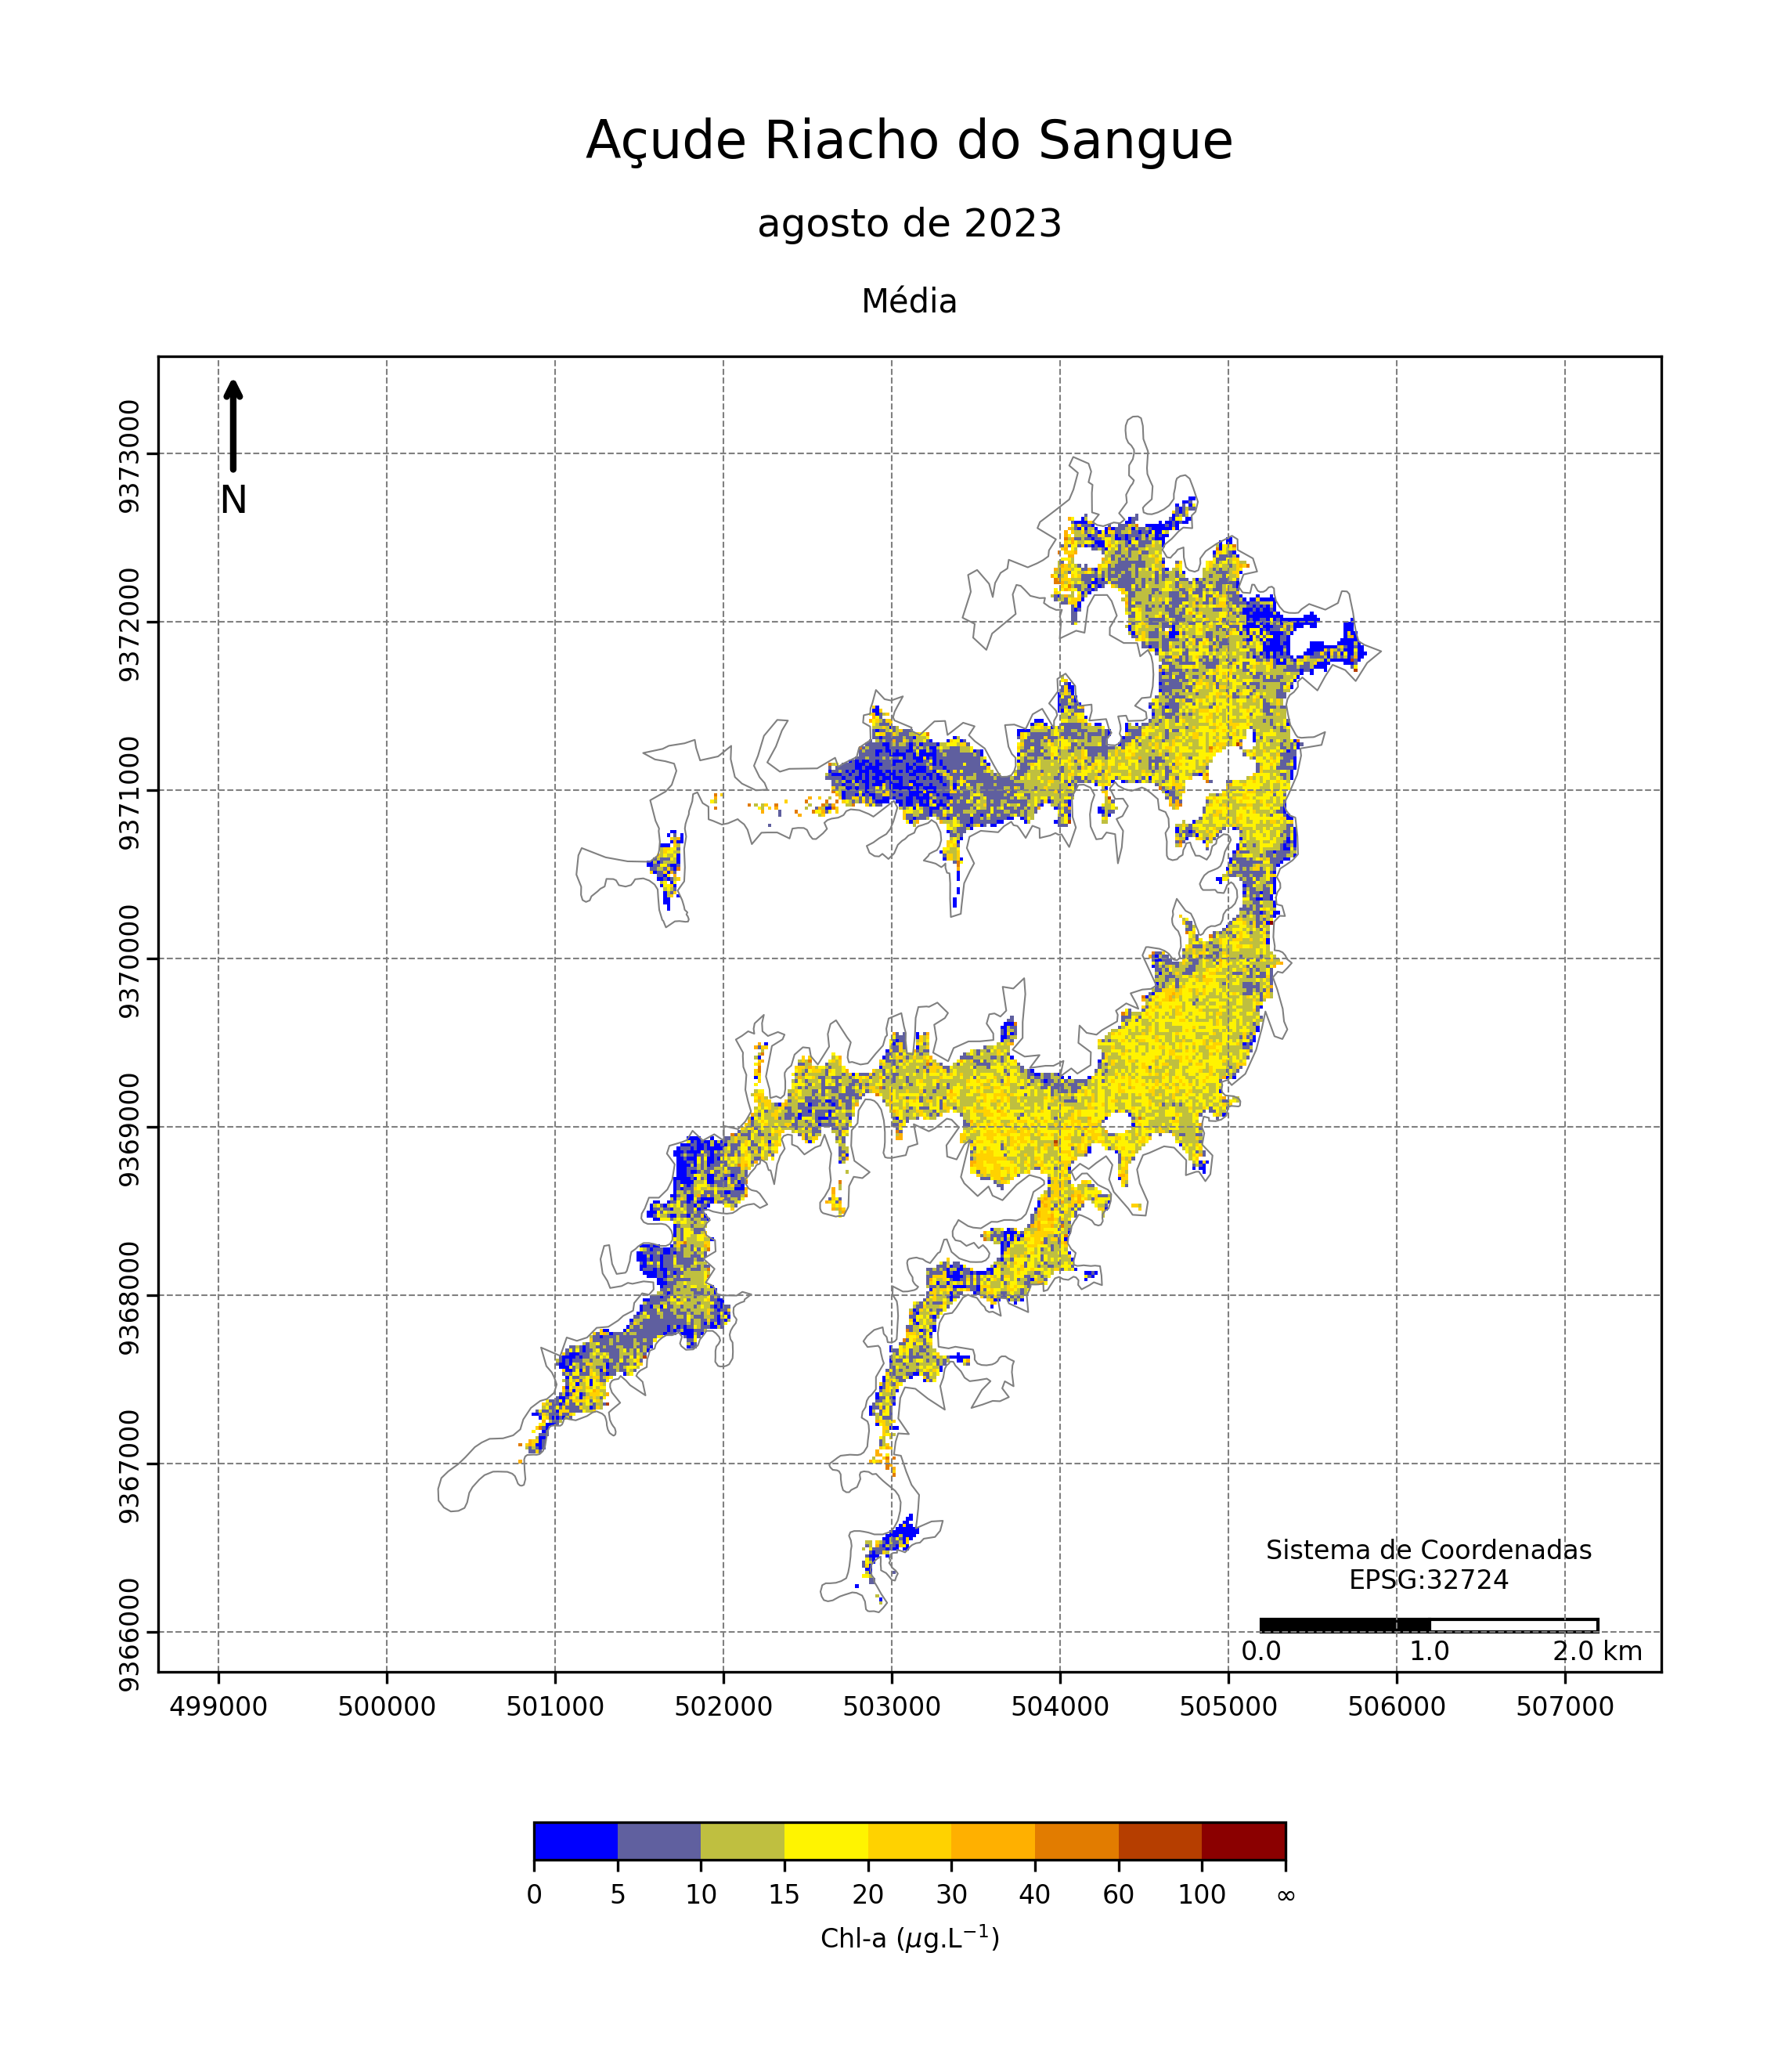 Açude Riacho do Sangue
agosto de 2023
Média
N
9373000
9372000
9371000
9370000
9369000
9368000
9367000
9366000
Sistema de Coordenadas
EPSG:32724
0.0 1.0 2.0 km
499000 500000 501000 502000 503000 504000 505000 506000 507000
0 5 10 15 20 30 40 60 100 ∞
Chl-a (μg.L⁻¹)